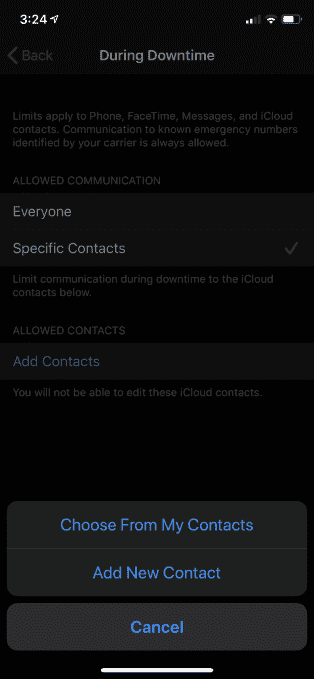 3:24
Back
During Downtime
Limits apply to Phone, FaceTime, Messages, and iCloud
contacts. Communication to known emergency numbers
identified by your carrier is always allowed.
ALLOWED COMMUNICATION
Everyone
Specific Contacts
Limit communication during downtime to the iCloud
contacts below.
ALLOWED CONTACTS
Add Contacts
You will not be able to edit these iCloud contacts.
Choose From My Contacts
Add New Contact
Cancel